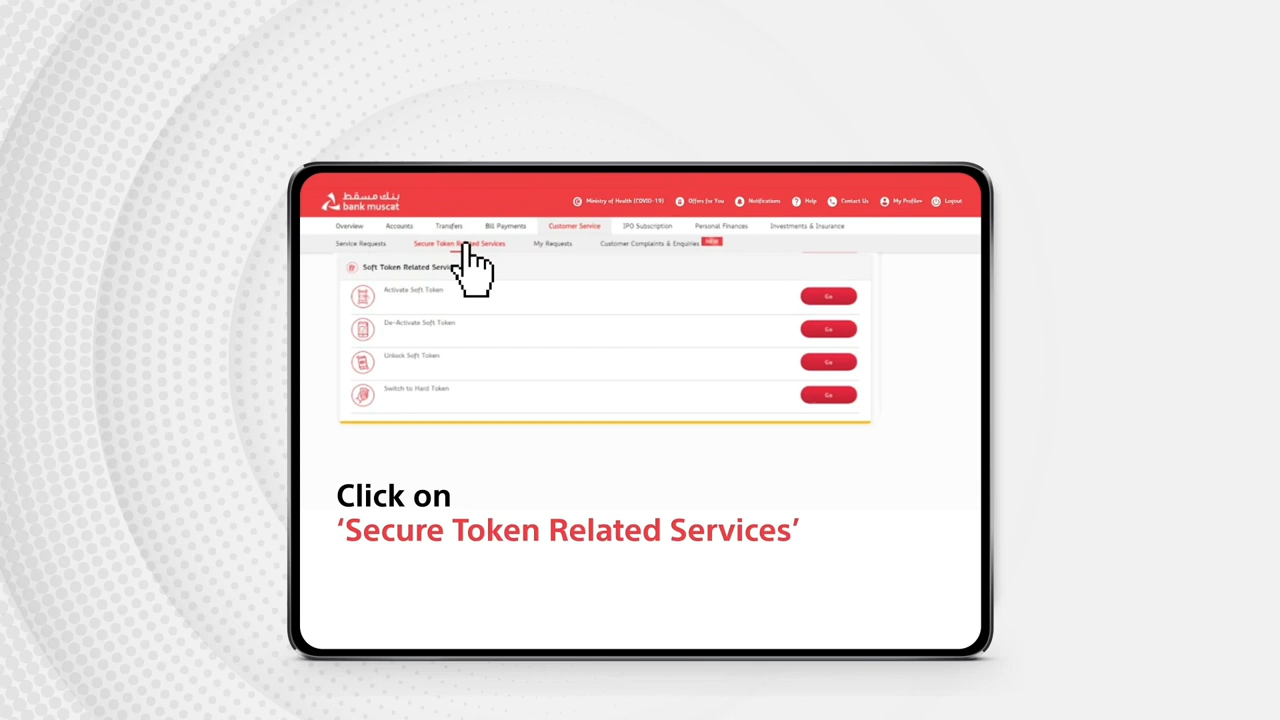 بنك مسقط
bank muscat
Ministry of Health (COVID-19) Offers for You Notifications Help Contact Us My Profile Logout
Overview Accounts Transfers Bill Payments Customer Service IPO Subscription Personal Finances Investments & Insurance
Service Requests Secure Token Related Services My Requests Customer Complaints & Enquiries NEW
Soft Token Related
Activate Soft Token Go
De-Activate Soft Token Go
Unlock Soft Token Go
Switch to Hard Token Go
Click on
‘Secure Token Related Services’